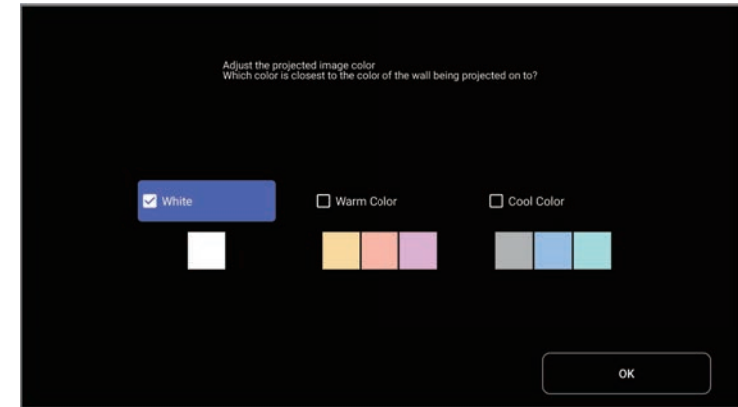 Adjust the projected image color
Which color is closest to the color of the wall being projected on to?
White
Warm Color
Cool Color
OK